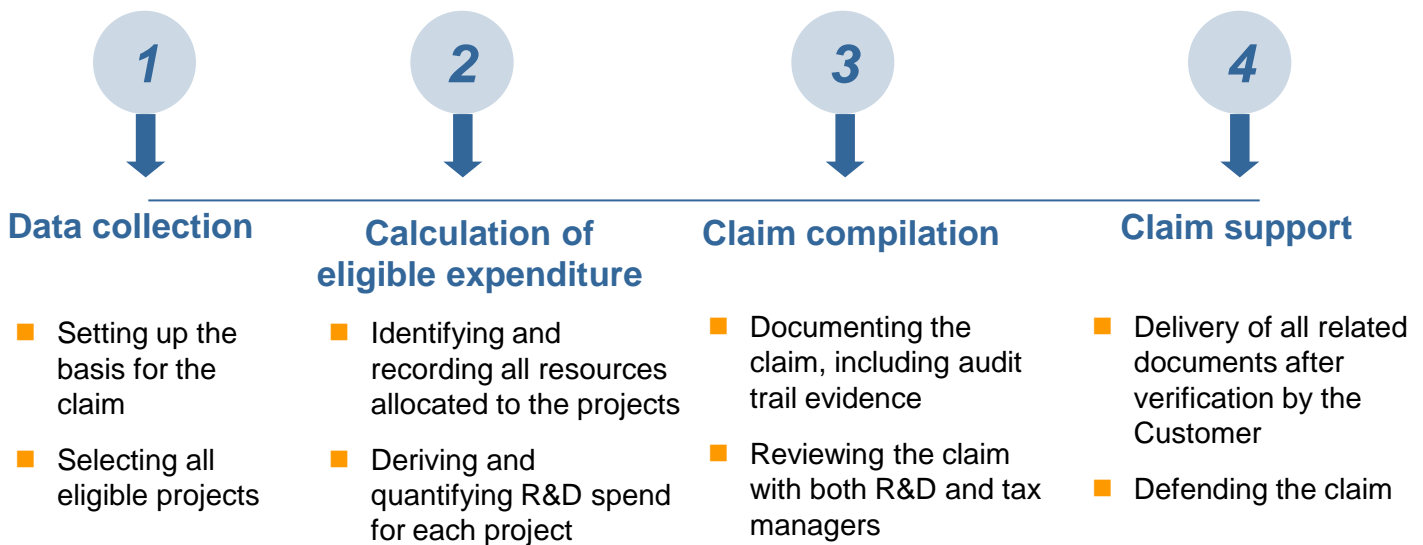 1
2
3
4
Data collection
Setting up the
basis for the
claim
Selecting all
eligible projects
Calculation of
eligible expenditure
Identifying and
recording all resources
allocated to the projects
Deriving and
quantifying R&D spend
for each project
Claim compilation
Documenting the
claim, including audit
trail evidence
Reviewing the claim
with both R&D and tax
managers
Claim support
Delivery of all related
documents after
verification by the
Customer
Defending the claim